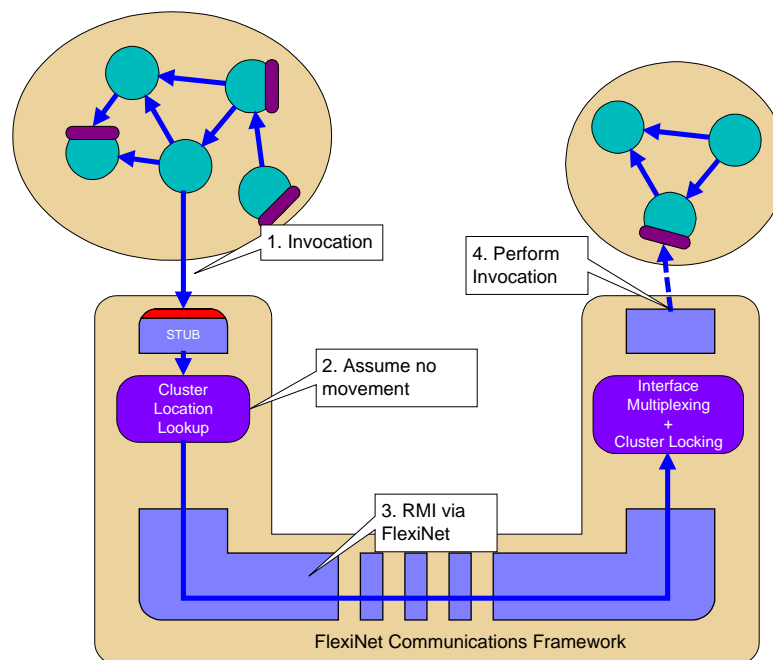 1. Invocation
4. Perform
Invocation
STUB
2. Assume no
movement
Cluster
Location
Lookup
Interface
Multiplexing
+
Cluster Locking
3. RMI via
FlexiNet
FlexiNet Communications Framework